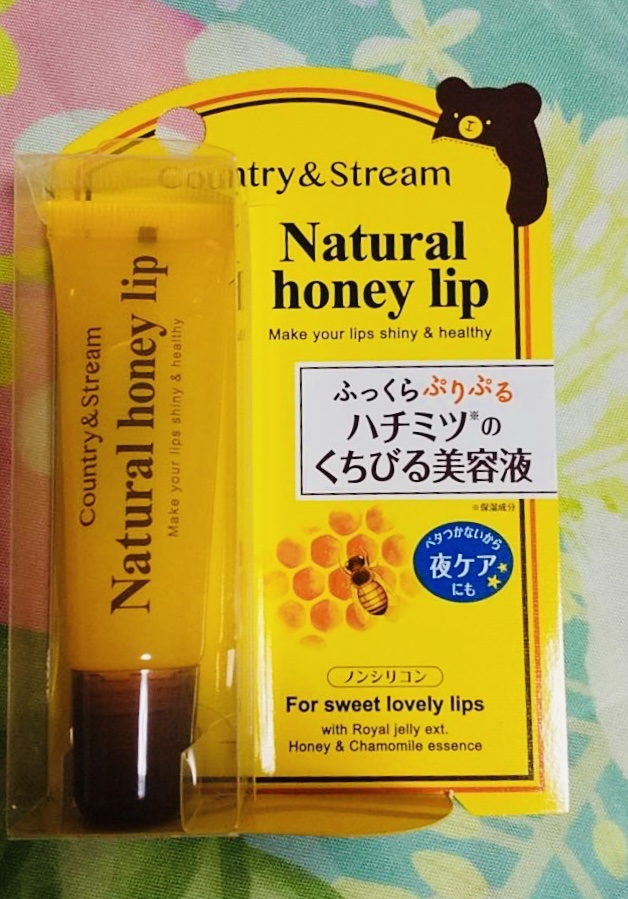 Country&Stream
Natural
honey lip
Make your lips shiny & healthy
ふっくらぷりぷる
ハチミツ※の
くちびる美容液
※保湿成分
ベタつかないから
夜ケア
にも
ノンシリコン
For sweet lovely lips
with Royal jelly ext.
Honey & Chamomile essence
Country&Stream
Natural honey lip
Make your lips shiny & healthy